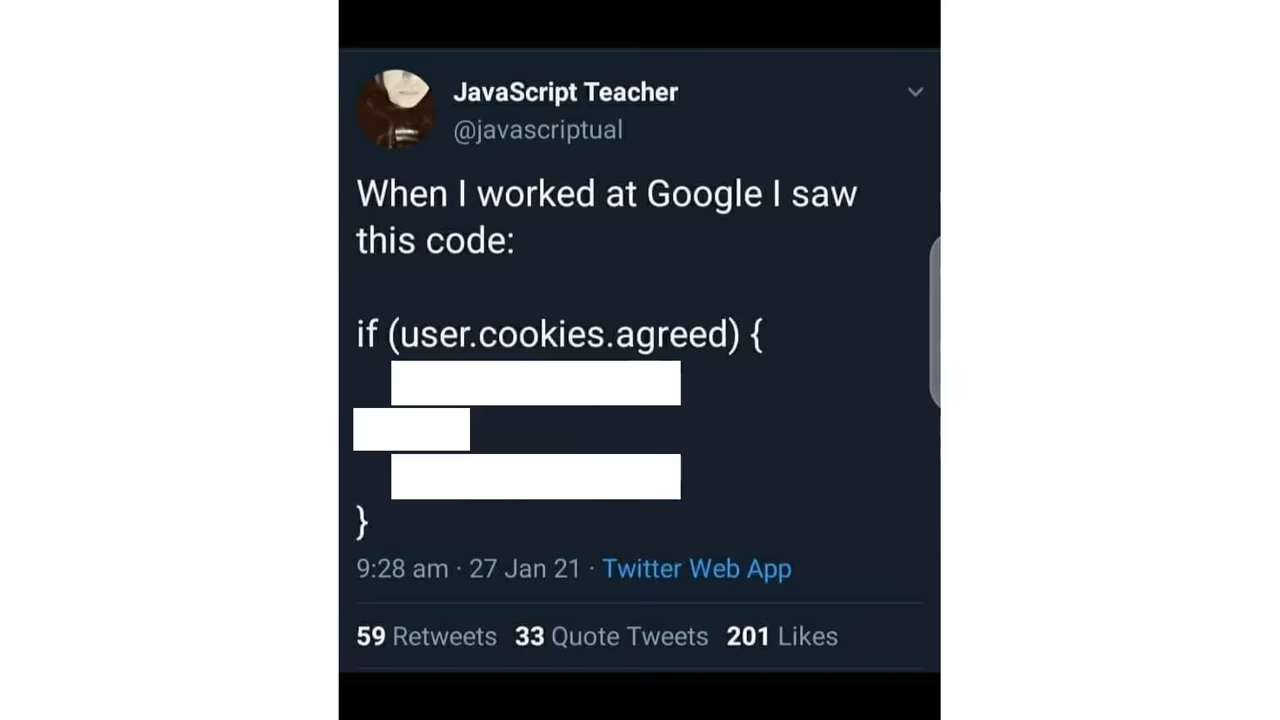 JavaScript Teacher
@javascriptual
When I worked at Google I saw
this code:
if (user.cookies.agreed) {
}
9:28 am · 27 Jan 21 · Twitter Web App
59 Retweets 33 Quote Tweets 201 Likes